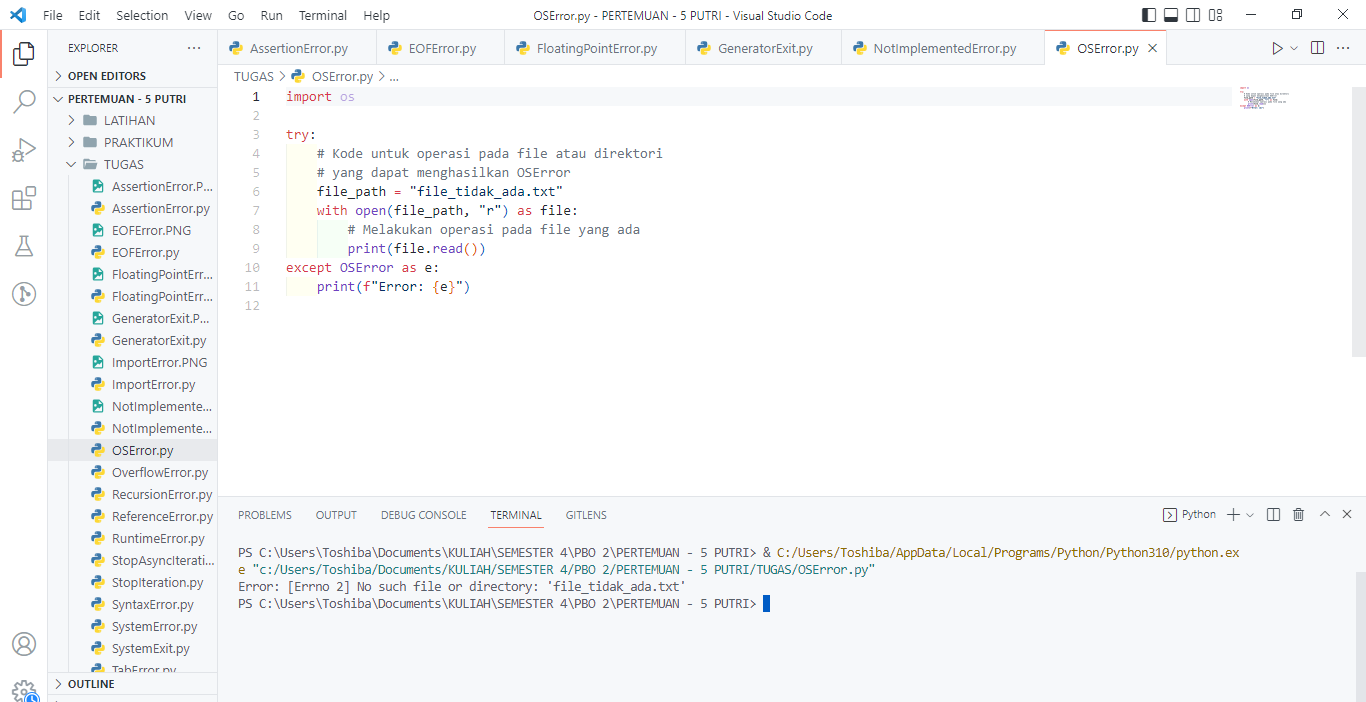 File Edit Selection View Go Run Terminal Help OSError.py - PERTEMUAN - 5 PUTRI - Visual Studio Code
EXPLORER
OPEN EDITORS
PERTEMUAN - 5 PUTRI
LATIHAN
PRAKTIKUM
TUGAS
AssertionError.P...
AssertionError.py
EOFError.PNG
EOFError.py
FloatingPointErr...
FloatingPointErr...
GeneratorExit.P...
GeneratorExit.py
ImportError.PNG
ImportError.py
NotImplemente...
NotImplemente...
OSError.py
OverflowError.py
RecursionError.py
ReferenceError.py
RuntimeError.py
StopAsyncIterati...
StopIteration.py
SyntaxError.py
SystemError.py
SystemExit.py
TabError.py
OUTLINE
AssertionError.py EOFError.py FloatingPointError.py GeneratorExit.py NotImplementedError.py OSError.py
TUGAS > OSError.py > ...
1 import os
2
3 try:
4     # Kode untuk operasi pada file atau direktori
5     # yang dapat menghasilkan OSError
6     file_path = "file_tidak_ada.txt"
7     with open(file_path, "r") as file:
8         # Melakukan operasi pada file yang ada
9         print(file.read())
10 except OSError as e:
11     print(f"Error: {e}")
12
PROBLEMS OUTPUT DEBUG CONSOLE TERMINAL GITLENS Python
PS C:\Users\Toshiba\Documents\KULIAH\SEMESTER 4\PBO 2\PERTEMUAN - 5 PUTRI> & C:/Users/Toshiba/AppData/Local/Programs/Python/Python310/python.ex
e "c:/Users/Toshiba/Documents/KULIAH/SEMESTER 4/PBO 2/PERTEMUAN - 5 PUTRI/TUGAS/OSError.py"
Error: [Errno 2] No such file or directory: 'file_tidak_ada.txt'
PS C:\Users\Toshiba\Documents\KULIAH\SEMESTER 4\PBO 2\PERTEMUAN - 5 PUTRI>